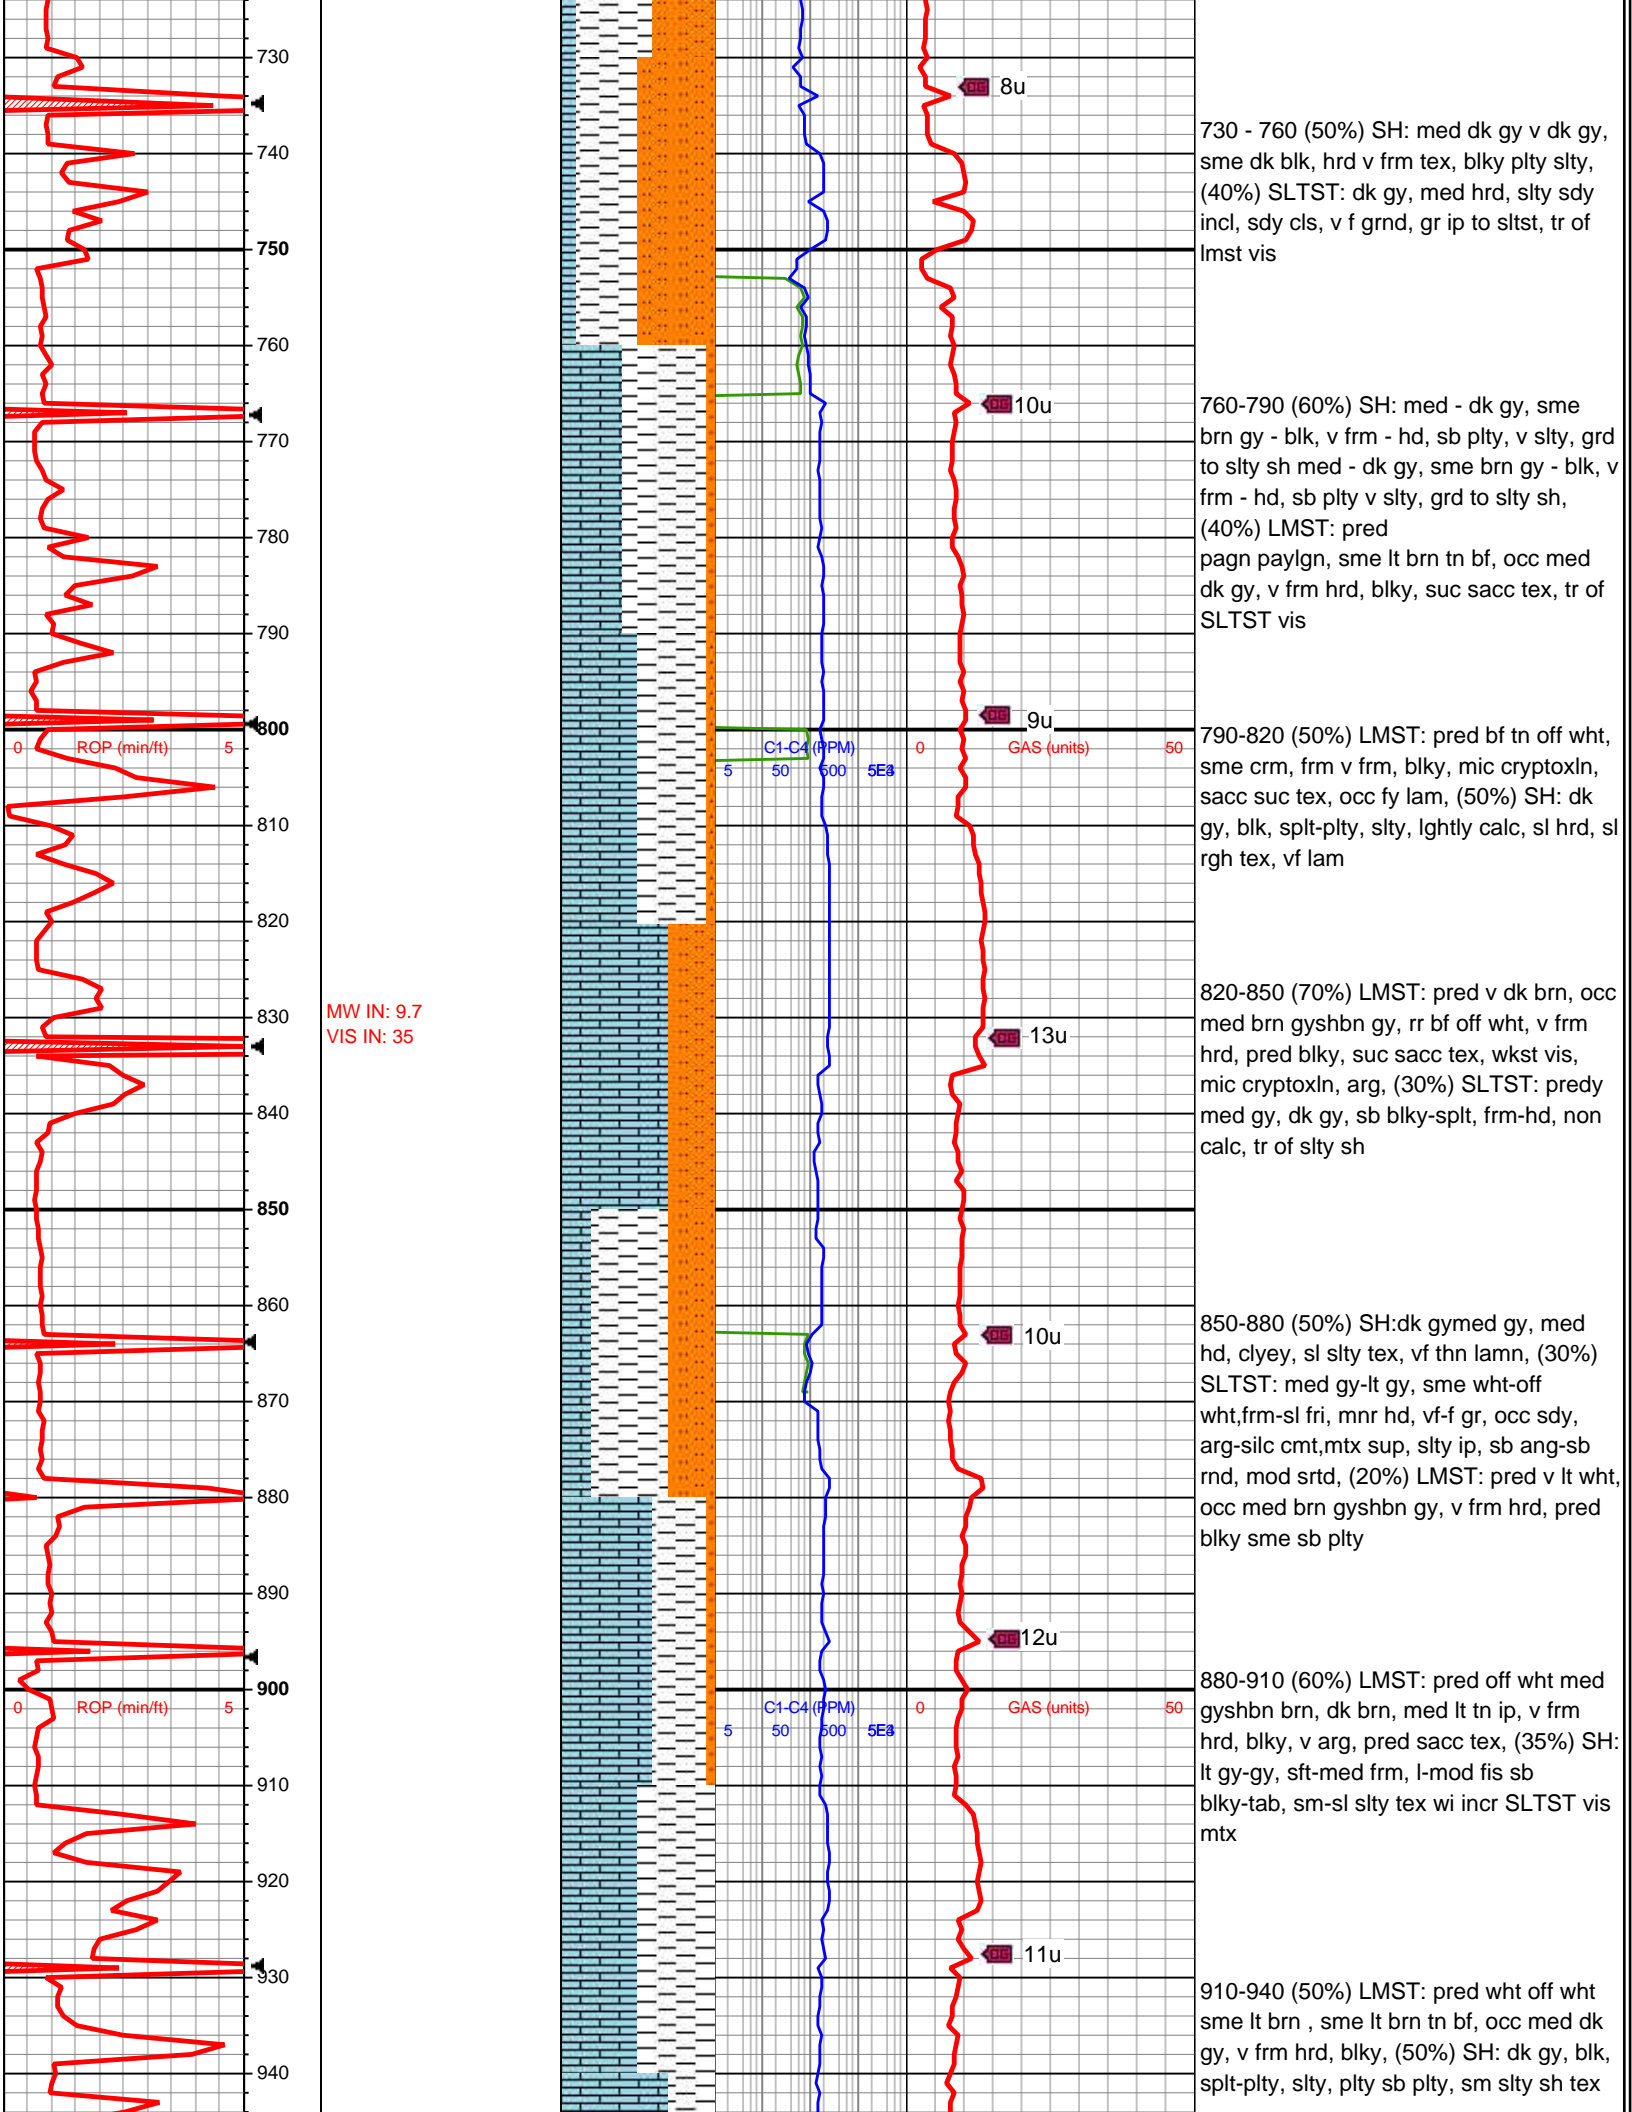 730
8u
740
730 - 760 (50%) SH: med dk gy v dk gy,
sme dk blk, hrd v frm tex, blky plty slty,
(40%) SLTST: dk gy, med hrd, slty sdy
incl, sdy cls, v f grnd, gr ip to sltst, tr of
lmst vis
750
760
10u
770
760-790 (60%) SH: med - dk gy, sme
brn gy - blk, v frm - hd, sb plty, v slty, grd
to slty sh med - dk gy, sme brn gy - blk, v
frm - hd, sb plty v slty, grd to slty sh,
(40%) LMST: pred
pagn paylgn, sme lt brn tn bf, occ med
dk gy, v frm hrd, blky, suc sacc tex, tr of
SLTST vis
780
790
9u
800
0 ROP (min/ft) 5
C1-C4 (PPM)
5 50 500 5E3
0 GAS (units) 50
790-820 (50%) LMST: pred bf tn off wht,
sme crm, frm v frm, blky, mic cryptoxln,
sacc suc tex, occ fy lam, (50%) SH: dk
gy, blk, splt-plty, slty, lghtly calc, sl hrd, sl
rgh tex, vf lam
810
820
MW IN: 9.7
VIS IN: 35
830
13u
820-850 (70%) LMST: pred v dk brn, occ
med brn gyshbn gy, rr bf off wht, v frm
hrd, pred blky, suc sacc tex, wkst vis,
mic cryptoxln, arg, (30%) SLTST: predy
med gy, dk gy, sb blky-splt, frm-hd, non
calc, tr of slty sh
840
850
860
10u
870
850-880 (50%) SH:dk gymed gy, med
hd, clyey, sl slty tex, vf thn lamn, (30%)
SLTST: med gy-lt gy, sme wht-off
wht,frm-sl fri, mnr hd, vf-f gr, occ sdy,
arg-silc cmt,mtx sup, slty ip, sb ang-sb
rnd, mod srtd, (20%) LMST: pred v lt wht,
occ med brn gyshbn gy, v frm hrd, pred
blky sme sb plty
880
890
12u
900
0 ROP (min/ft) 5
C1-C4 (PPM)
5 50 500 5E3
0 GAS (units) 50
880-910 (60%) LMST: pred off wht med
gyshbn brn, dk brn, med lt tn ip, v frm
hrd, blky, v arg, pred sacc tex, (35%) SH:
lt gy-gy, sft-med frm, l-mod fis sb
blky-tab, sm-sl slty tex wi incr SLTST vis
mtx
910
920
11u
930
910-940 (50%) LMST: pred wht off wht
sme lt brn , sme lt brn tn bf, occ med dk
gy, v frm hrd, blky, (50%) SH: dk gy, blk,
splt-plty, slty, plty sb plty, sm slty sh tex
940